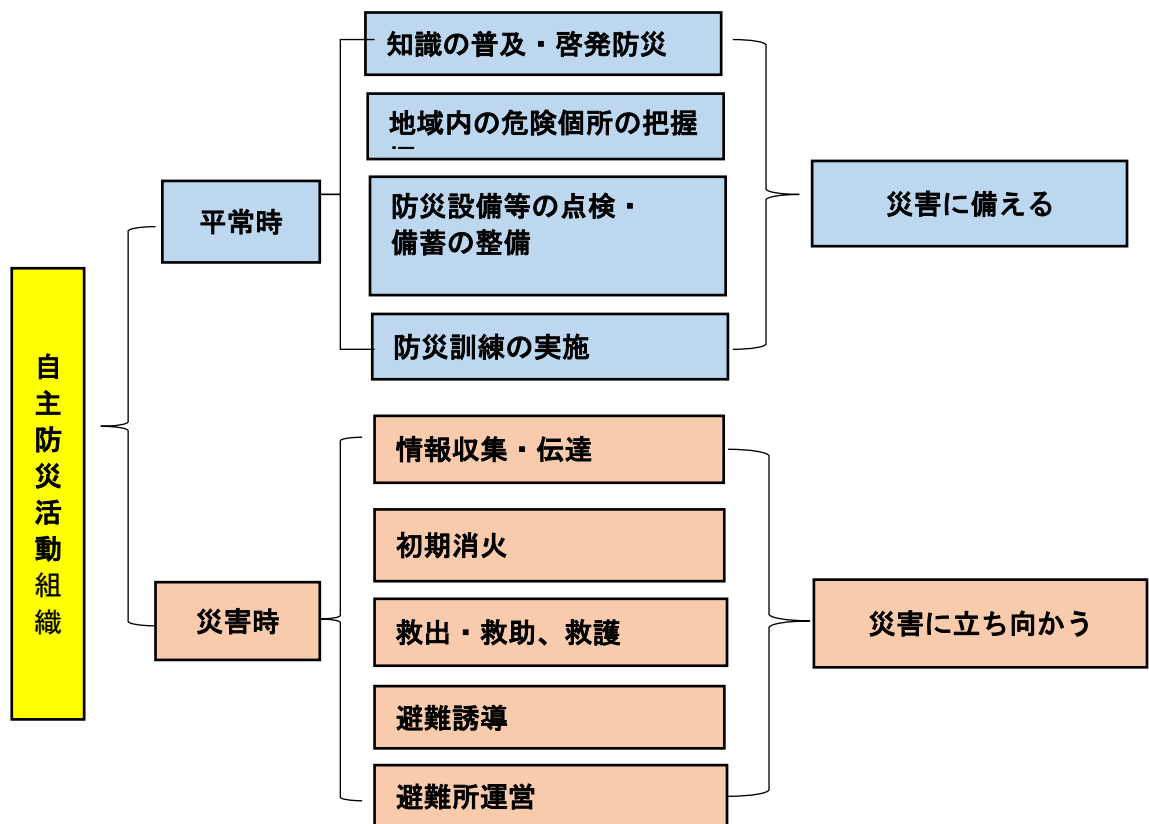 自主防災活動組織
平常時
知識の普及・啓発防災
地域内の危険個所の把握
防災設備等の点検・
備蓄の整備
防災訓練の実施
災害に備える
災害時
情報収集・伝達
初期消火
救出・救助、救護
避難誘導
避難所運営
災害に立ち向かう